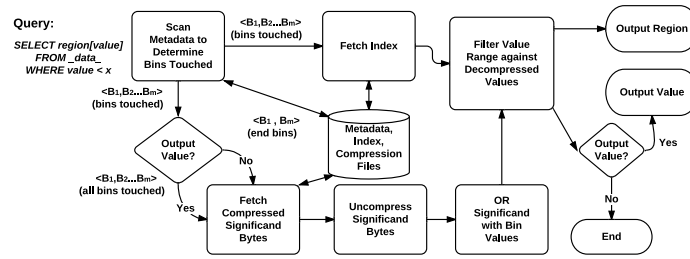 Query:
SELECT region[value]
FROM _data_
WHERE value < x
Scan
Metadata to
Determine
Bins Touched
<B1,B2...Bm>
(bins touched)
Fetch Index
Filter Value
Range against
Decompressed
Values
Output Region
Output Value
<B1,B2...Bm>
(bins touched)
<B1 , Bm>
(end bins)
Metadata,
Index,
Compression
Files
Output
Value?
No
<B1,B2...Bm>
(all bins touched)
Yes
Fetch
Compressed
Significand
Bytes
Uncompress
Significand
Bytes
OR
Significand
with Bin
Values
Output
Value?
Yes
No
End